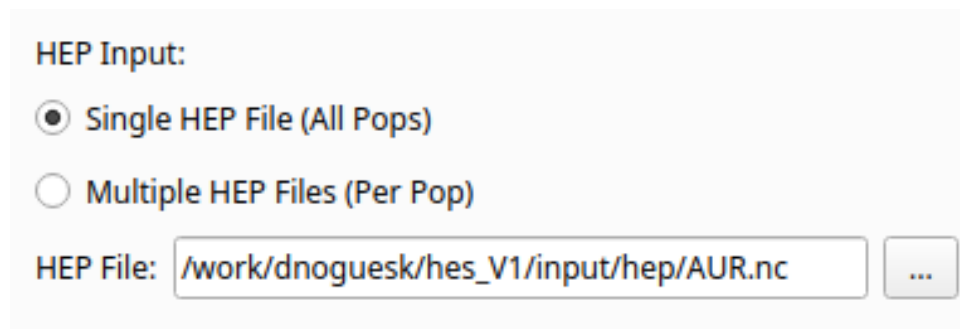 HEP Input:
Single HEP File (All Pops)
Multiple HEP Files (Per Pop)
HEP File: /work/dnoguesk/hes_V1/input/hep/AUR.nc ...